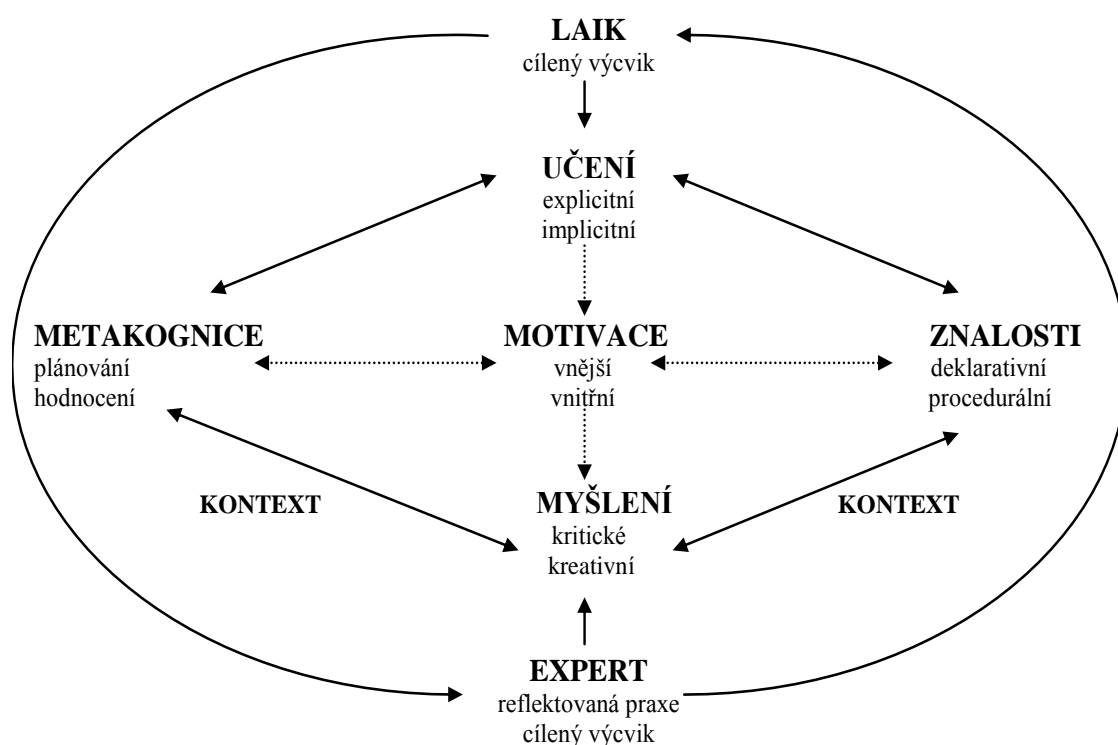 LAIK
cílený výcvik
UČENÍ
explicitní
implicitní
METAKOGNICE
plánování
hodnocení
MOTIVACE
vnější
vnitřní
ZNALOSTI
deklarativní
procedurální
KONTEXT
MYŠLENÍ
kritické
kreativní
KONTEXT
EXPERT
reflektovaná praxe
cílený výcvik